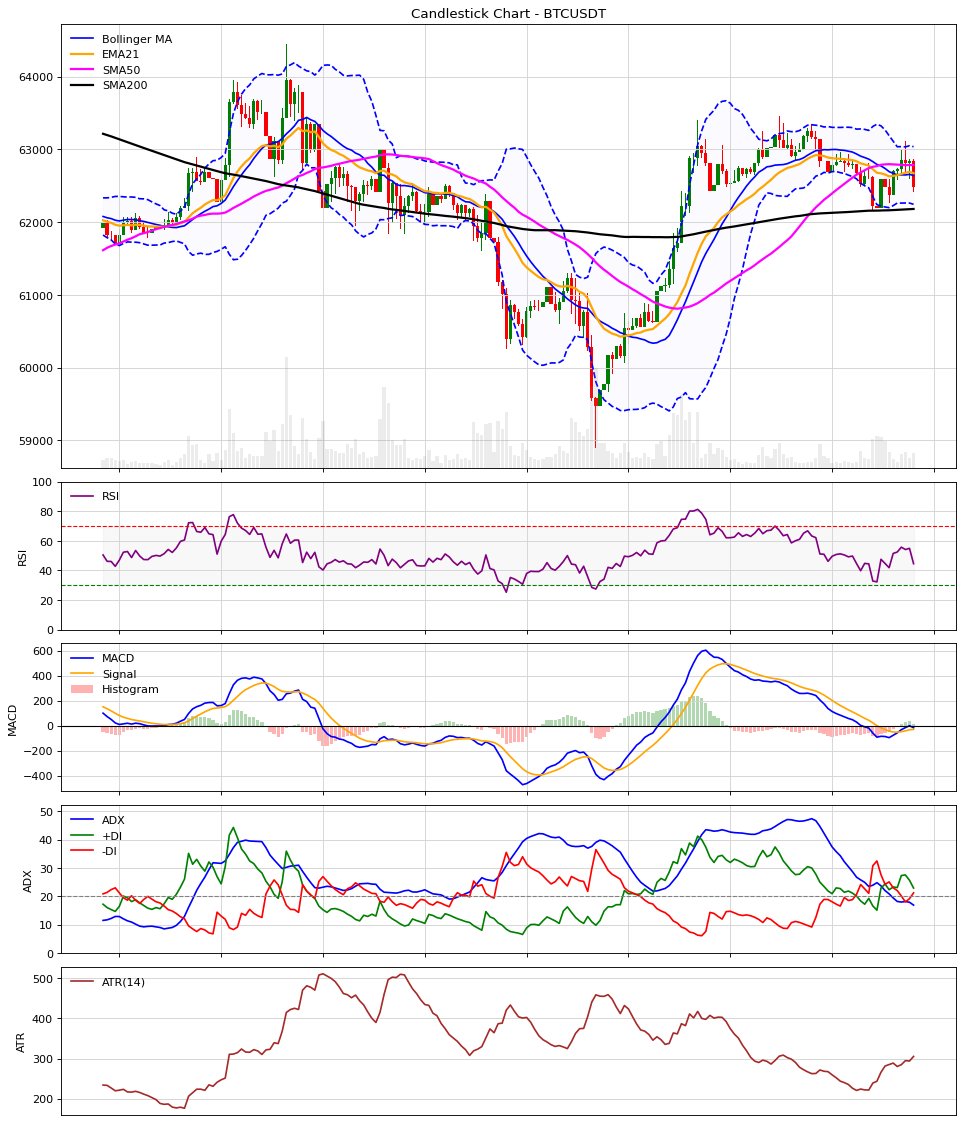 Candlestick Chart - BTCUSDT
Bollinger MA
EMA21
SMA50
SMA200
64000
63000
62000
61000
60000
59000
RSI
RSI
100
80
60
40
20
0
MACD
Signal
Histogram
MACD
600
400
200
0
−200
−400
ADX
+DI
-DI
ADX
50
40
30
20
10
0
ATR(14)
ATR
500
400
300
200